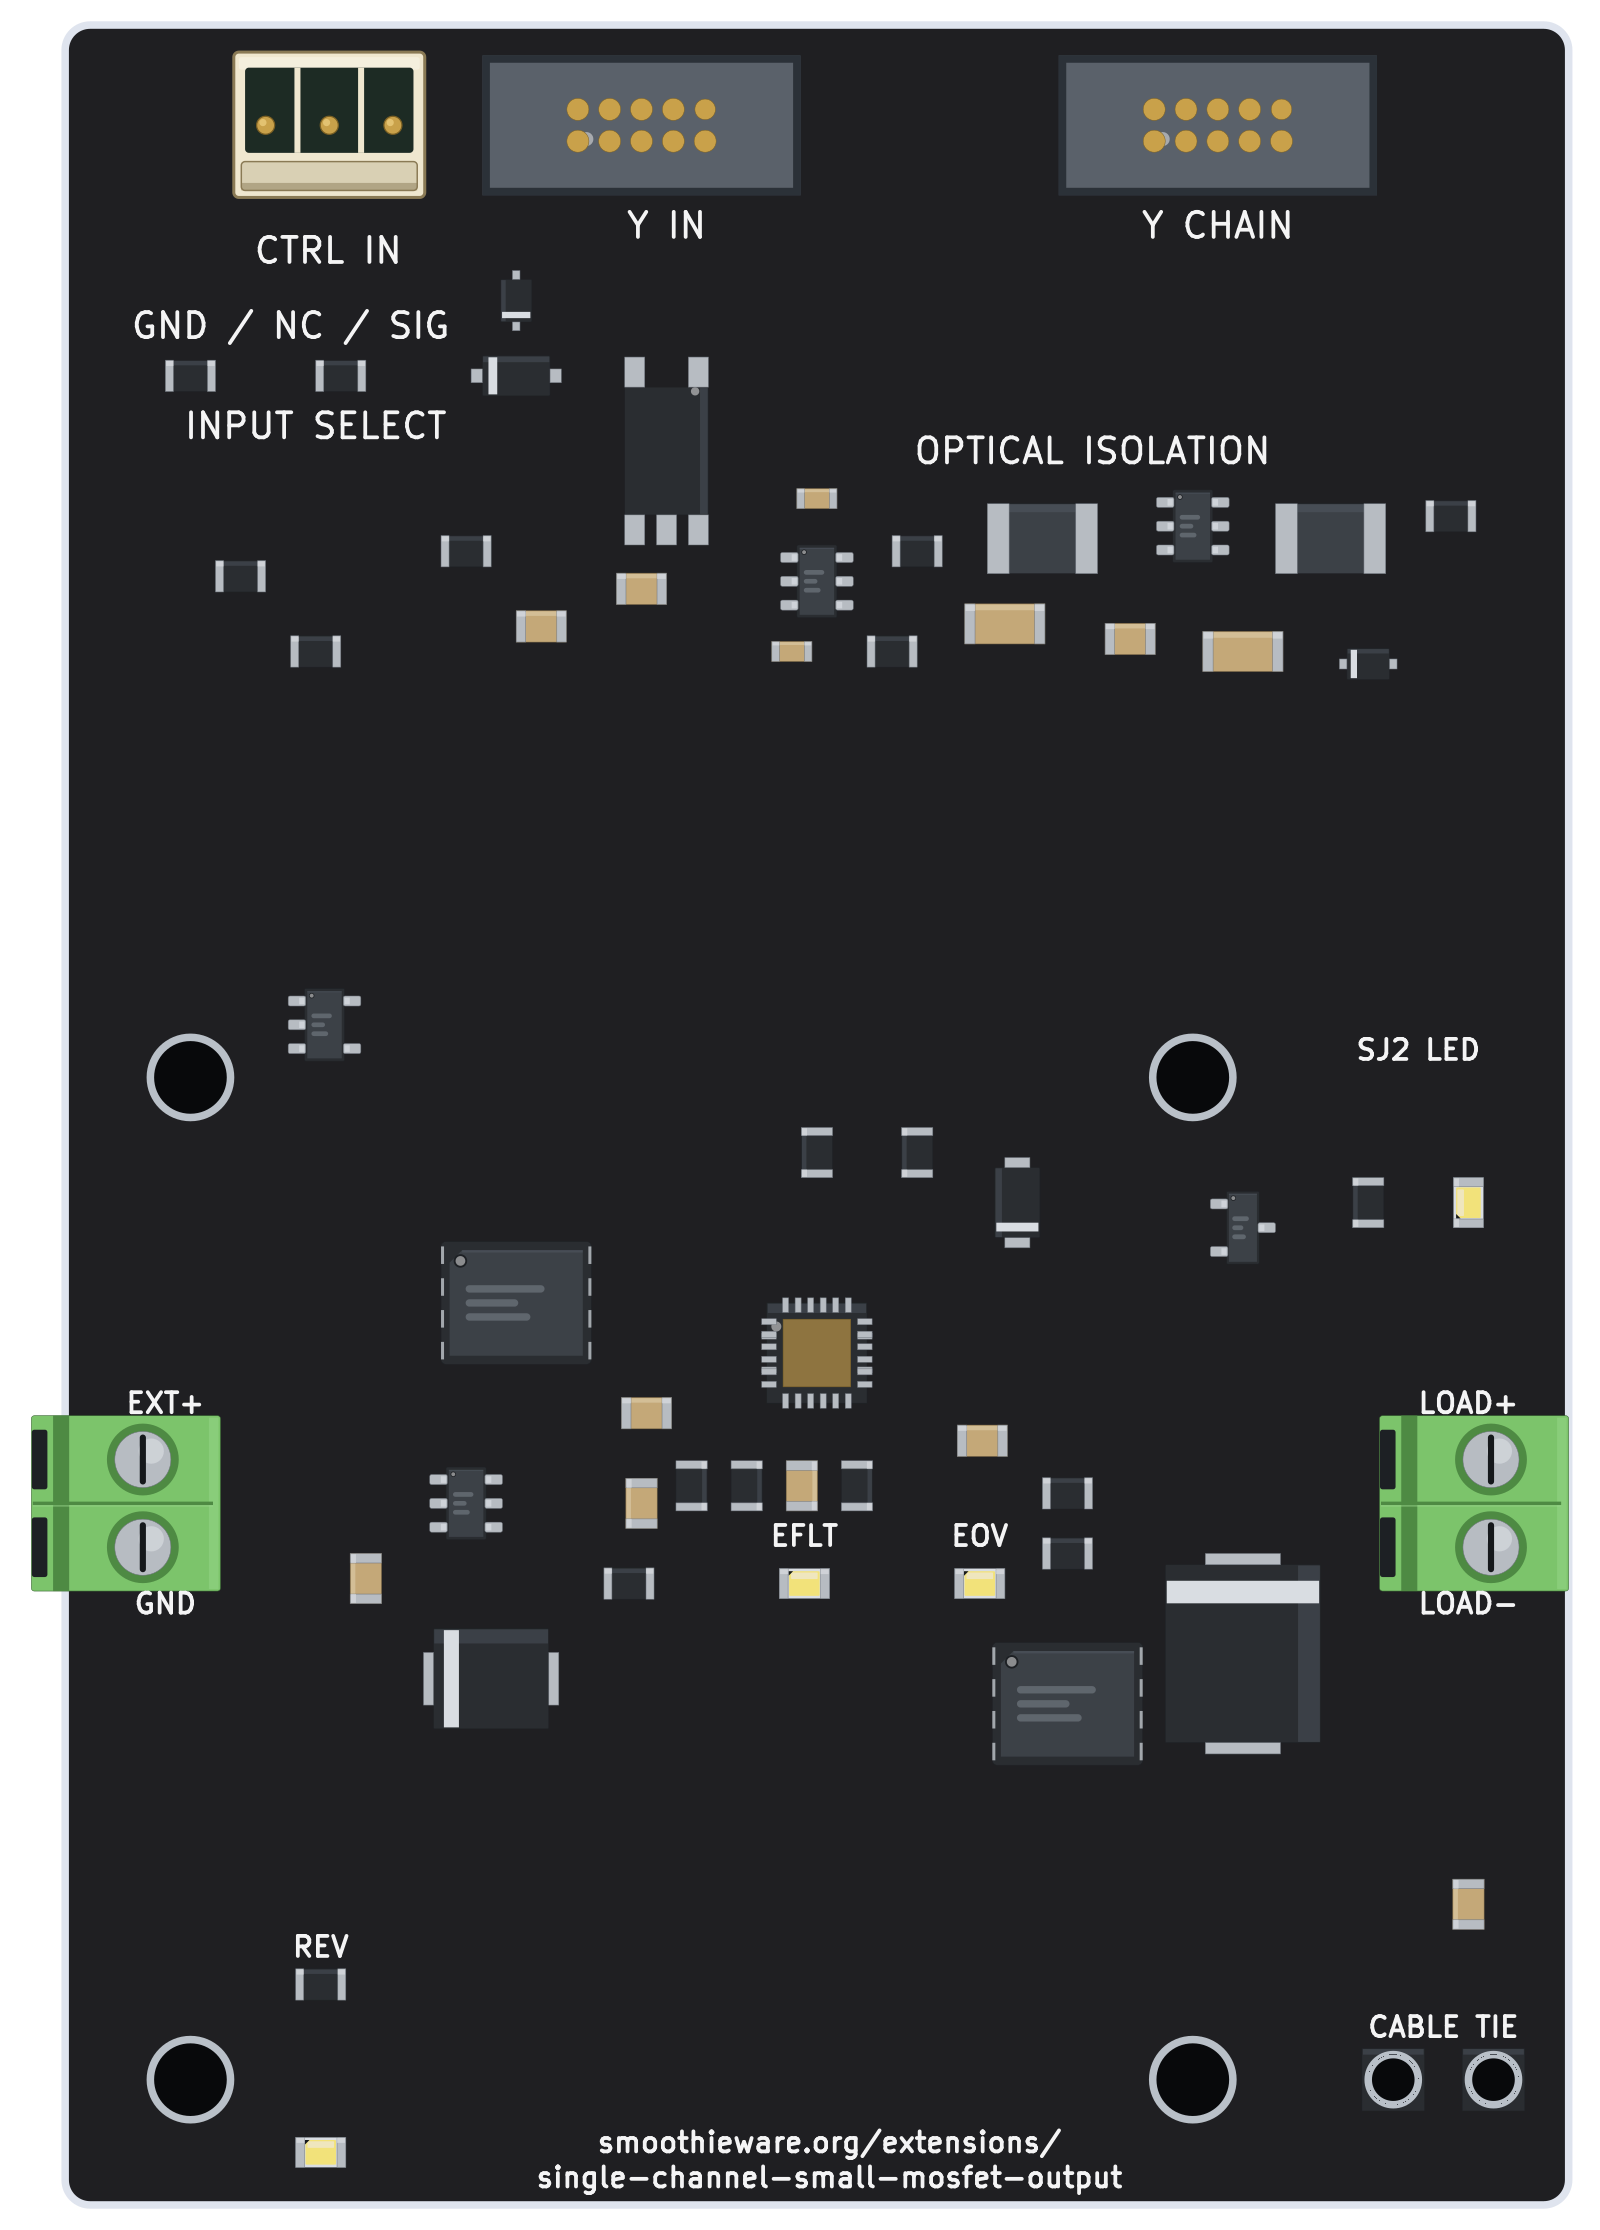 Y IN
Y CHAIN
CTRL IN
GND / NC / SIG
INPUT SELECT
OPTICAL ISOLATION
SJ2 LED
EXT+
LOAD+
EFLT
EOV
GND
LOAD-
REV
CABLE TIE
smoothieware.org/extensions/
single-channel-small-mosfet-output